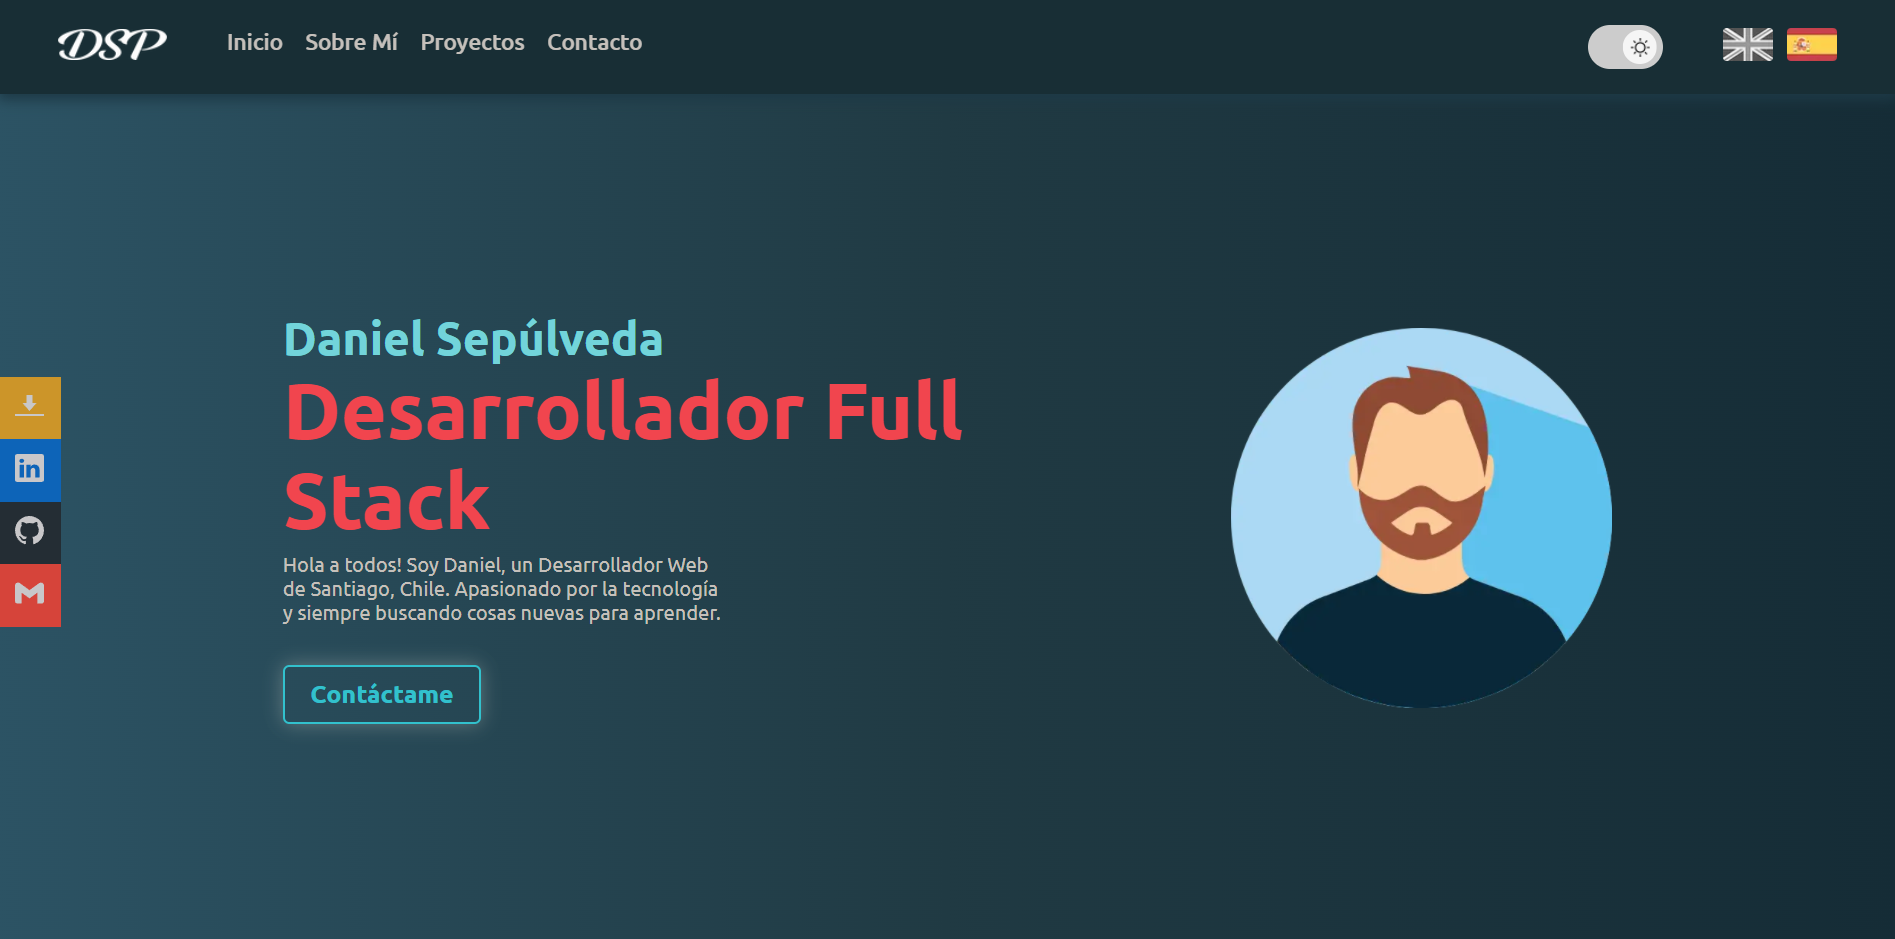 DSP
Inicio Sobre Mí Proyectos Contacto
Daniel Sepúlveda
Desarrollador Full
Stack
Hola a todos! Soy Daniel, un Desarrollador Web
de Santiago, Chile. Apasionado por la tecnología
y siempre buscando cosas nuevas para aprender.
Contáctame